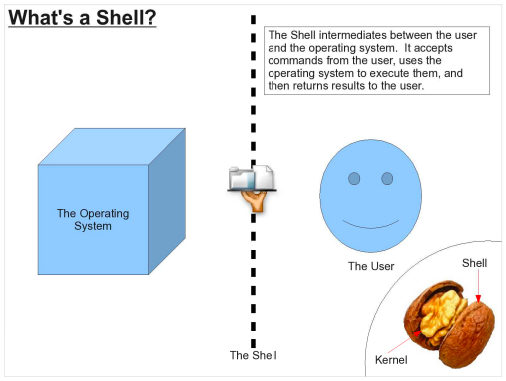 What's a Shell?
The Shell intermediates between the user
and the operating system.  It accepts
commands from the user, uses the
operating system to execute them, and
then returns results to the user.
The Operating
System
The User
Shell
Kernel
The Shell